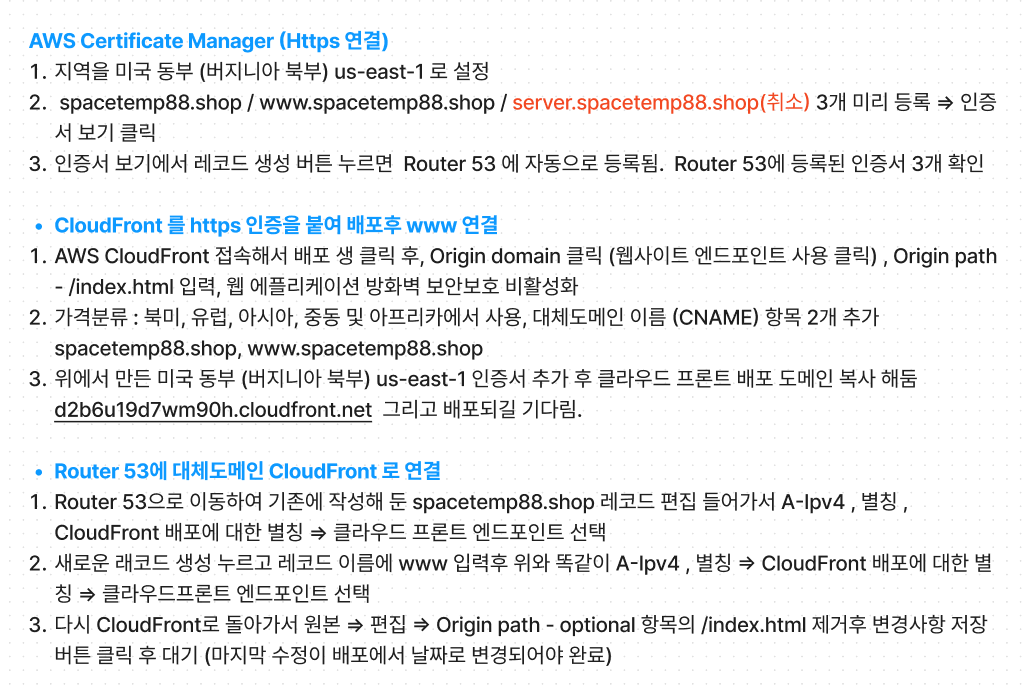 AWS Certificate Manager (Https 연결)
1. 지역을 미국 동부 (버지니아 북부) us-east-1 로 설정
2. spacetemp88.shop / www.spacetemp88.shop / server.spacetemp88.shop(취소) 3개 미리 등록 ⇒ 인증
서 보기 클릭
3. 인증서 보기에서 레코드 생성 버튼 누르면 Router 53 에 자동으로 등록됨. Router 53에 등록된 인증서 3개 확인
• CloudFront 를 https 인증을 붙여 배포후 www 연결
1. AWS CloudFront 접속해서 배포 생 클릭 후, Origin domain 클릭 (웹사이트 엔드포인트 사용 클릭) , Origin path
- /index.html 입력, 웹 에플리케이션 방화벽 보안보호 비활성화
2. 가격분류 : 북미, 유럽, 아시아, 중동 및 아프리카에서 사용, 대체도메인 이름 (CNAME) 항목 2개 추가
spacetemp88.shop, www.spacetemp88.shop
3. 위에서 만든 미국 동부 (버지니아 북부) us-east-1 인증서 추가 후 클라우드 프론트 배포 도메인 복사 해둠
d2b6u19d7wm90h.cloudfront.net 그리고 배포되길 기다림.
• Router 53에 대체도메인 CloudFront 로 연결
1. Router 53으로 이동하여 기존에 작성해 둔 spacetemp88.shop 레코드 편집 들어가서 A-Ipv4 , 별칭 ,
CloudFront 배포에 대한 별칭 ⇒ 클라우드 프론트 엔드포인트 선택
2. 새로운 래코드 생성 누르고 레코드 이름에 www 입력후 위와 똑같이 A-Ipv4 , 별칭 ⇒ CloudFront 배포에 대한 별
칭 ⇒ 클라우드프론트 엔드포인트 선택
3. 다시 CloudFront로 돌아가서 원본 ⇒ 편집 ⇒ Origin path - optional 항목의 /index.html 제거후 변경사항 저장
버튼 클릭 후 대기 (마지막 수정이 배포에서 날짜로 변경되어야 완료)